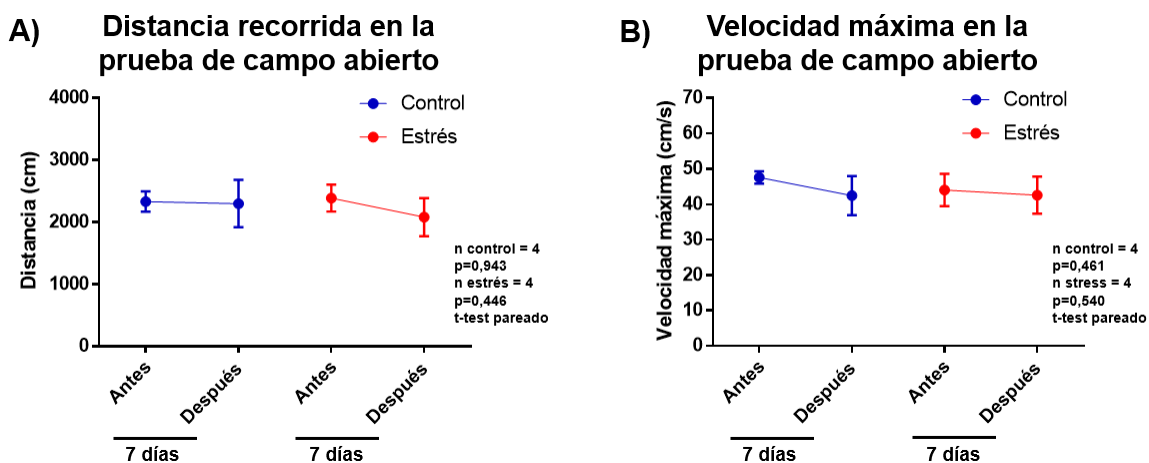 A)
Distancia recorrida en la
prueba de campo abierto
4000
3000
2000
1000
0
Distancia (cm)
Control
Estrés
n control = 4
p=0,943
n estrés = 4
p=0,446
t-test pareado
Antes
Después
Antes
Después
7 días
7 días
B)
Velocidad máxima en la
prueba de campo abierto
70
60
50
40
30
20
10
0
Velocidad máxima (cm/s)
Control
Estrés
n control = 4
p=0,461
n stress = 4
p=0,540
t-test pareado
Antes
Después
Antes
Después
7 días
7 días